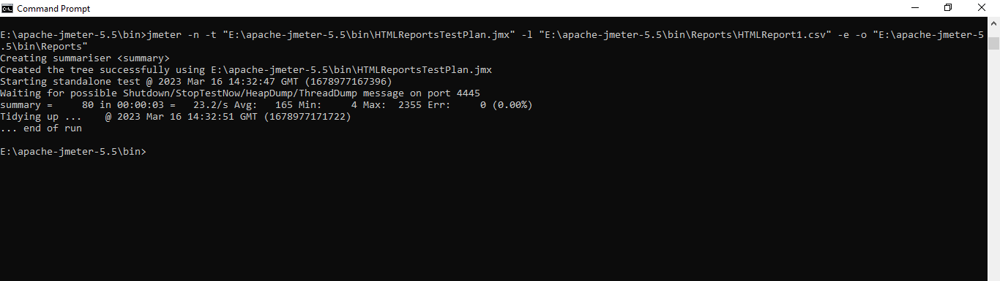 Command Prompt
E:\apache-jmeter-5.5\bin>jmeter -n -t "E:\apache-jmeter-5.5\bin\HTMLReportsTestPlan.jmx" -l "E:\apache-jmeter-5.5\bin\Reports\HTMLReport1.csv" -e -o "E:\apache-jmeter-5
.5\bin\Reports"
Creating summariser <summary>
Created the tree successfully using E:\apache-jmeter-5.5\bin\HTMLReportsTestPlan.jmx
Starting standalone test @ 2023 Mar 16 14:32:47 GMT (1678977167396)
Waiting for possible Shutdown/StopTestNow/HeapDump/ThreadDump message on port 4445
summary =     80 in 00:00:03 =   23.2/s Avg:   165 Min:     4 Max:  2355 Err:     0 (0.00%)
Tidying up ...    @ 2023 Mar 16 14:32:51 GMT (1678977171722)
... end of run
E:\apache-jmeter-5.5\bin>